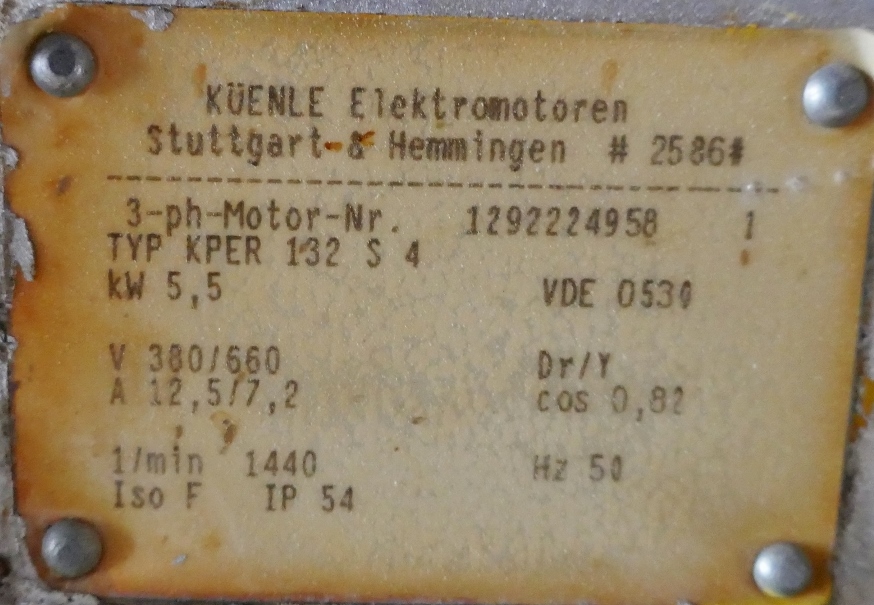 KÜENLE Elektromotoren
Stuttgart-& Hemmingen # 2586#
3-ph-Motor-Nr. 1292224958 1
TYP KPER 132 S 4
kW 5,5 VDE 0530
V 380/660 Dr/Y
A 12,5/7,2 cos 0,82
1/min 1440 Hz 50
Iso F IP 54